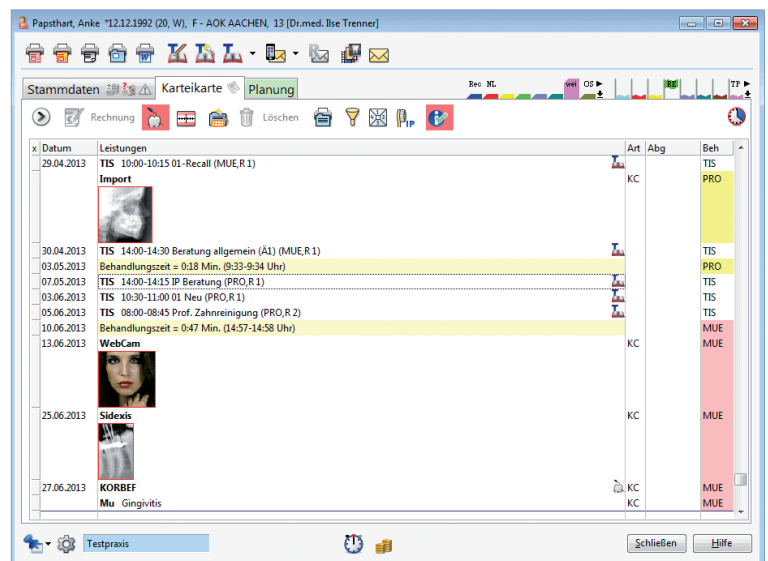 Papsthart, Anke *12.12.1992 (20, W), F - AOK AACHEN, 13 [Dr.med. Ilse Trenner]
Stammdaten Karteikarte Planung Rec NL wei OS RE TP
Rechnung Löschen IP
x Datum Leistungen Art Abg Beh
29.04.2013 TIS 10:00-10:15 01-Recall (MUE,R 1) TIS
Import KC PRO
30.04.2013 TIS 14:00-14:30 Beratung allgemein (Ä1) (MUE,R 1) TIS
03.05.2013 Behandlungszeit = 0:18 Min. (9:33-9:34 Uhr) PRO
07.05.2013 TIS 14:00-14:15 IP Beratung (PRO,R 1) TIS
03.06.2013 TIS 10:30-11:00 01 Neu (PRO,R 1) TIS
05.06.2013 TIS 08:00-08:45 Prof. Zahnreinigung (PRO,R 2) TIS
10.06.2013 Behandlungszeit = 0:47 Min. (14:57-14:58 Uhr) MUE
13.06.2013 WebCam KC MUE
25.06.2013 Sidexis KC MUE
27.06.2013 KORBEF KC MUE
Mu Gingivitis KC MUE
Testpraxis Schließen Hilfe